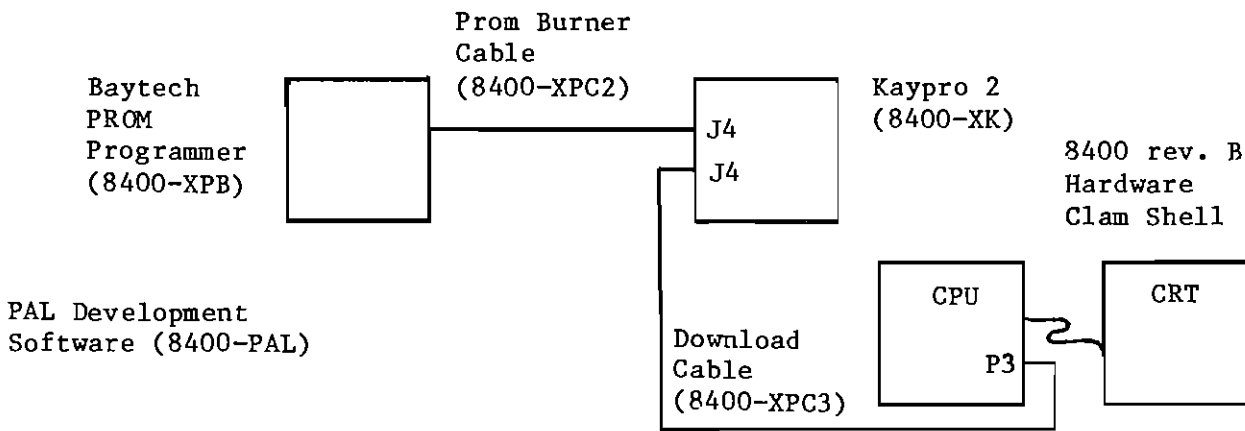 Prom Burner
Cable
(8400-XPC2)
Baytech
PROM
Programmer
(8400-XPB)
J4
J4
Kaypro 2
(8400-XK)
8400 rev. B
Hardware
Clam Shell
PAL Development
Software (8400-PAL)
Download
Cable
(8400-XPC3)
CPU
P3
CRT